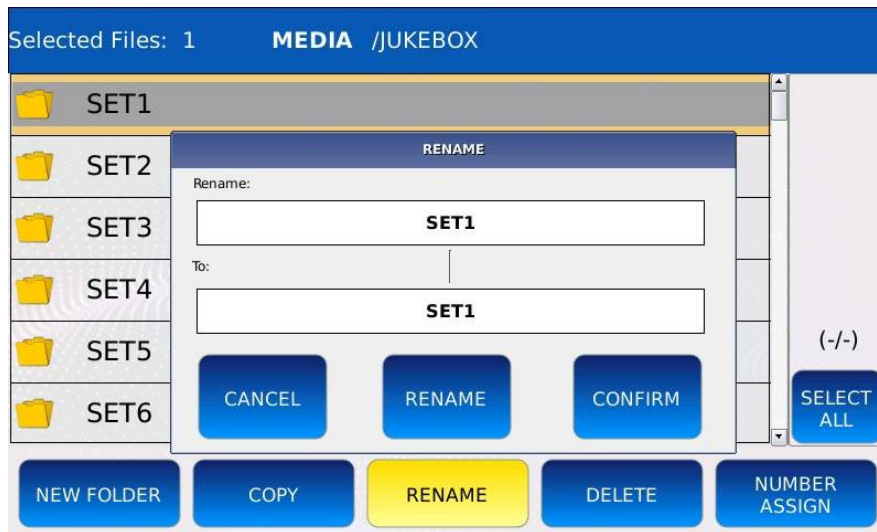 Selected Files: 1 MEDIA /JUKEBOX
SET1
SET2
SET3
SET4
SET5
SET6
RENAME
Rename:
SET1
To:
SET1
CANCEL RENAME CONFIRM
(-/-)
SELECT
ALL
NEW FOLDER COPY RENAME DELETE NUMBER
ASSIGN